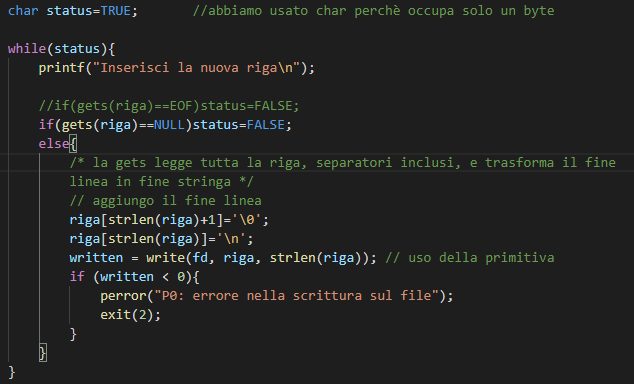 char status=TRUE;       //abbiamo usato char perchè occupa solo un byte
while(status){
    printf("Inserisci la nuova riga\n");
    //if(gets(riga)==EOF)status=FALSE;
    if(gets(riga)==NULL)status=FALSE;
    else{
        /* la gets legge tutta la riga, separatori inclusi, e trasforma il fine
        linea in fine stringa */
        // aggiungo il fine linea
        riga[strlen(riga)+1]='\0';
        riga[strlen(riga)]='\n';
        written = write(fd, riga, strlen(riga)); // uso della primitiva
        if (written < 0){
            perror("P0: errore nella scrittura sul file");
            exit(2);
        }
    }
}